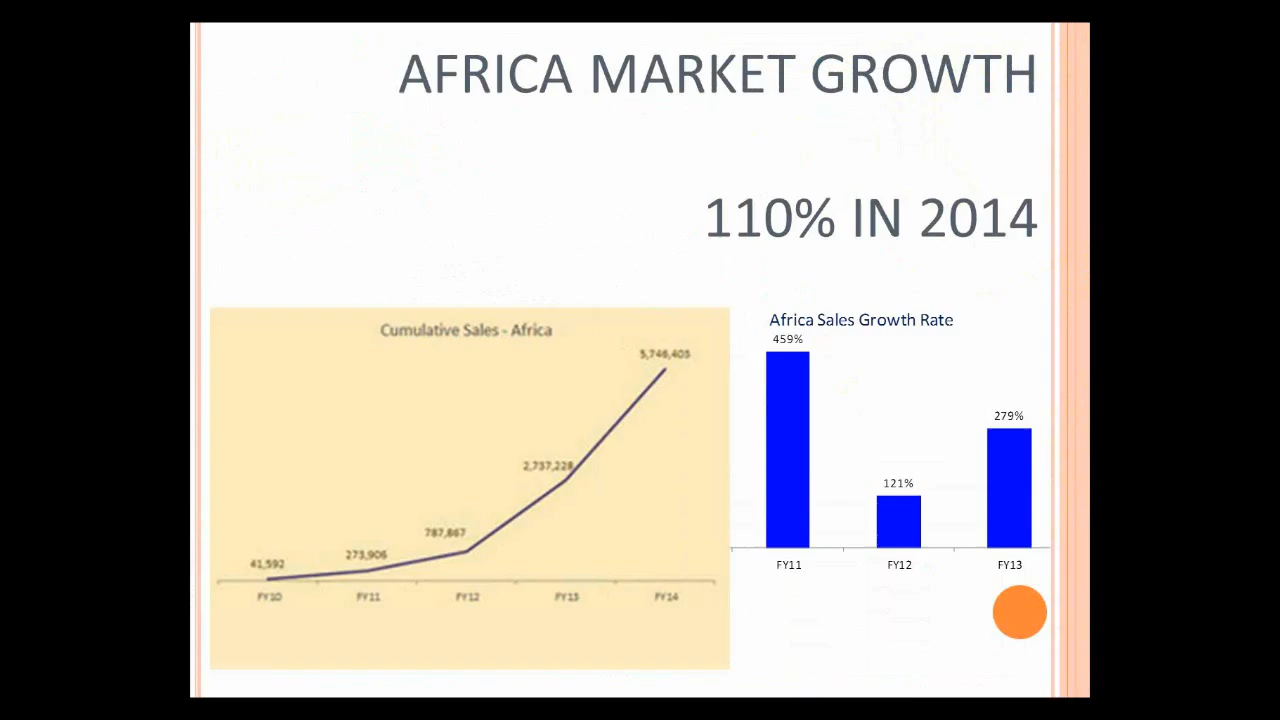 AFRICA MARKET GROWTH
110% IN 2014
Cumulative Sales - Africa
5,746,403
2,737,228
787,867
273,906
41,592
FY10 FY11 FY12 FY13 FY14
Africa Sales Growth Rate
459%
279%
121%
FY11 FY12 FY13